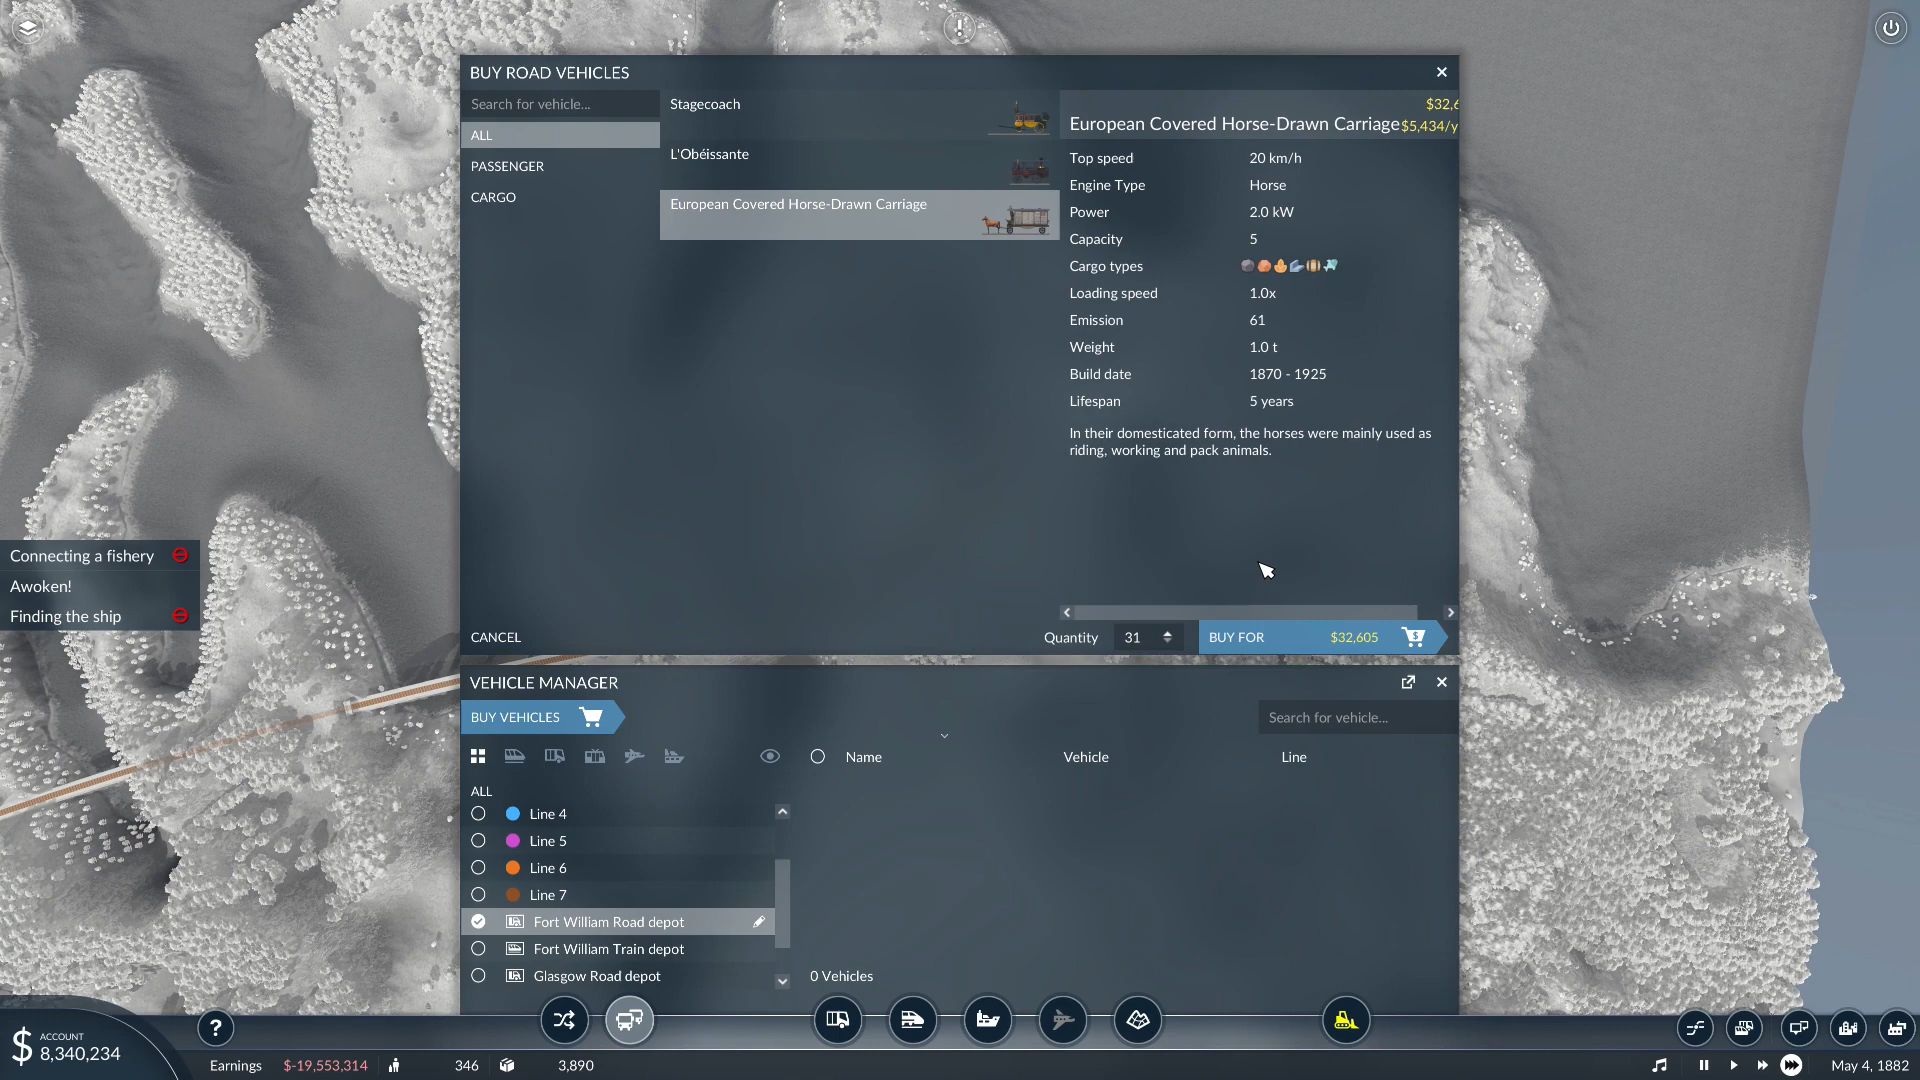 BUY ROAD VEHICLES
Search for vehicle...
ALL
PASSENGER
CARGO
Stagecoach
L'Obéissante
European Covered Horse-Drawn Carriage
$32,6
European Covered Horse-Drawn Carriage $5,434/y
Top speed 20 km/h
Engine Type Horse
Power 2.0 kW
Capacity 5
Cargo types
Loading speed 1.0x
Emission 61
Weight 1.0 t
Build date 1870 - 1925
Lifespan 5 years
In their domesticated form, the horses were mainly used as
riding, working and pack animals.
Connecting a fishery
Awoken!
Finding the ship
CANCEL
Quantity 31
BUY FOR $32,605
VEHICLE MANAGER
BUY VEHICLES
Search for vehicle...
Name Vehicle Line
ALL
Line 4
Line 5
Line 6
Line 7
Fort William Road depot
Fort William Train depot
Glasgow Road depot
0 Vehicles
$ ACCOUNT
8,340,234
?
Earnings $-19,553,314 346 3,890
May 4, 1882